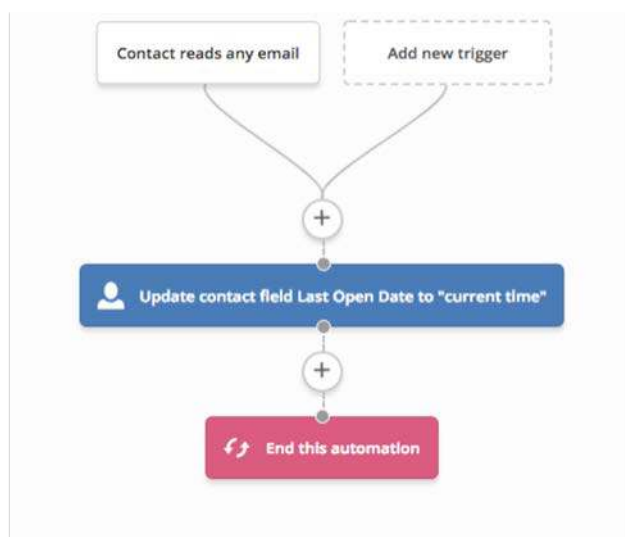 Contact reads any email
Add new trigger
+
Update contact field Last Open Date to "current time"
+
End this automation